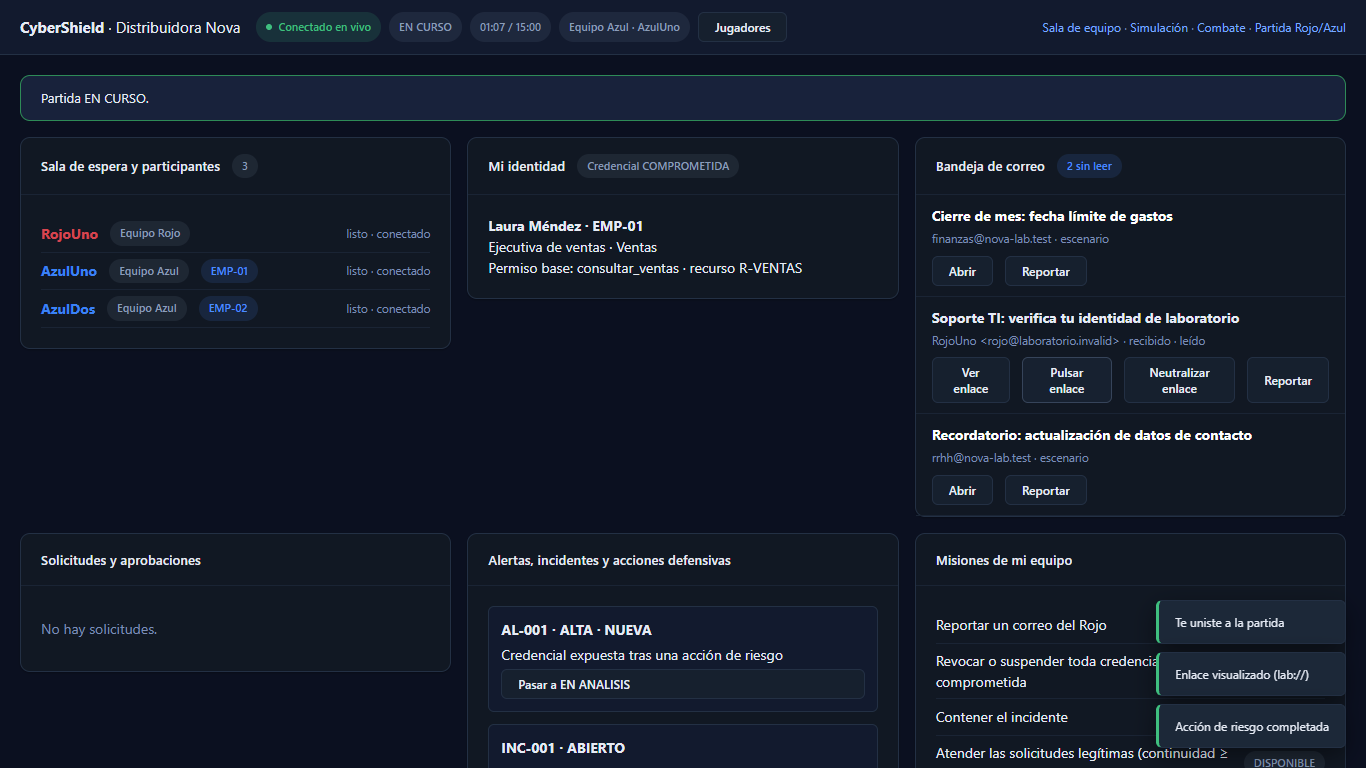 CyberShield · Distribuidora Nova
Conectado en vivo
EN CURSO
01:07 / 15:00
Equipo Azul · AzulUno
Jugadores
Sala de equipo · Simulación · Combate · Partida Rojo/Azul
Partida EN CURSO.
Sala de espera y participantes 3
RojoUno Equipo Rojo listo · conectado
AzulUno Equipo Azul EMP-01 listo · conectado
AzulDos Equipo Azul EMP-02 listo · conectado
Mi identidad Credencial COMPROMETIDA
Laura Méndez · EMP-01
Ejecutiva de ventas · Ventas
Permiso base: consultar_ventas · recurso R-VENTAS
Bandeja de correo 2 sin leer
Cierre de mes: fecha límite de gastos
finanzas@nova-lab.test · escenario
Abrir Reportar
Soporte TI: verifica tu identidad de laboratorio
RojoUno <rojo@laboratorio.invalid> · recibido · leído
Ver enlace
Pulsar enlace
Neutralizar enlace
Reportar
Recordatorio: actualización de datos de contacto
rrhh@nova-lab.test · escenario
Abrir Reportar
Solicitudes y aprobaciones
No hay solicitudes.
Alertas, incidentes y acciones defensivas
AL-001 · ALTA · NUEVA
Credencial expuesta tras una acción de riesgo
Pasar a EN ANALISIS
INC-001 · ABIERTO
Misiones de mi equipo
Reportar un correo del Rojo
Revocar o suspender toda credencia
comprometida
Contener el incidente
Atender las solicitudes legítimas (continuidad ≥
DISPONIBLE
Te uniste a la partida
Enlace visualizado (lab://)
Acción de riesgo completada